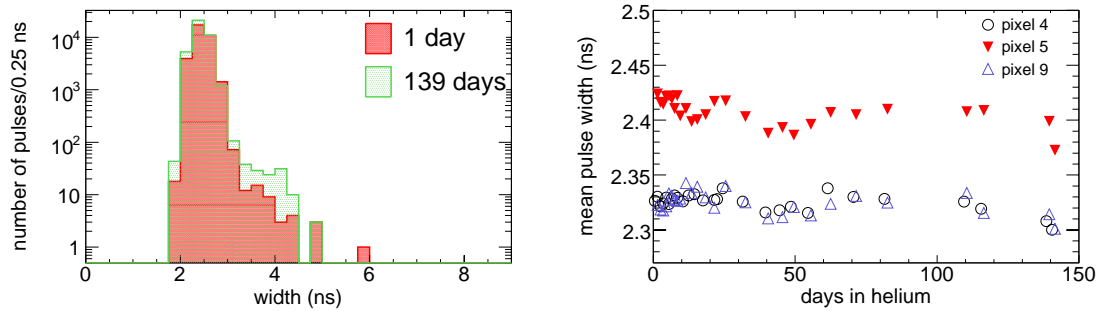 number of pulses/0.25 ns
10⁴
10³
10²
10
1
0 2 4 6 8
width (ns)
1 day
139 days
mean pulse width (ns)
2.5
2.45
2.4
2.35
2.3
0 50 100 150
days in helium
pixel 4
pixel 5
pixel 9